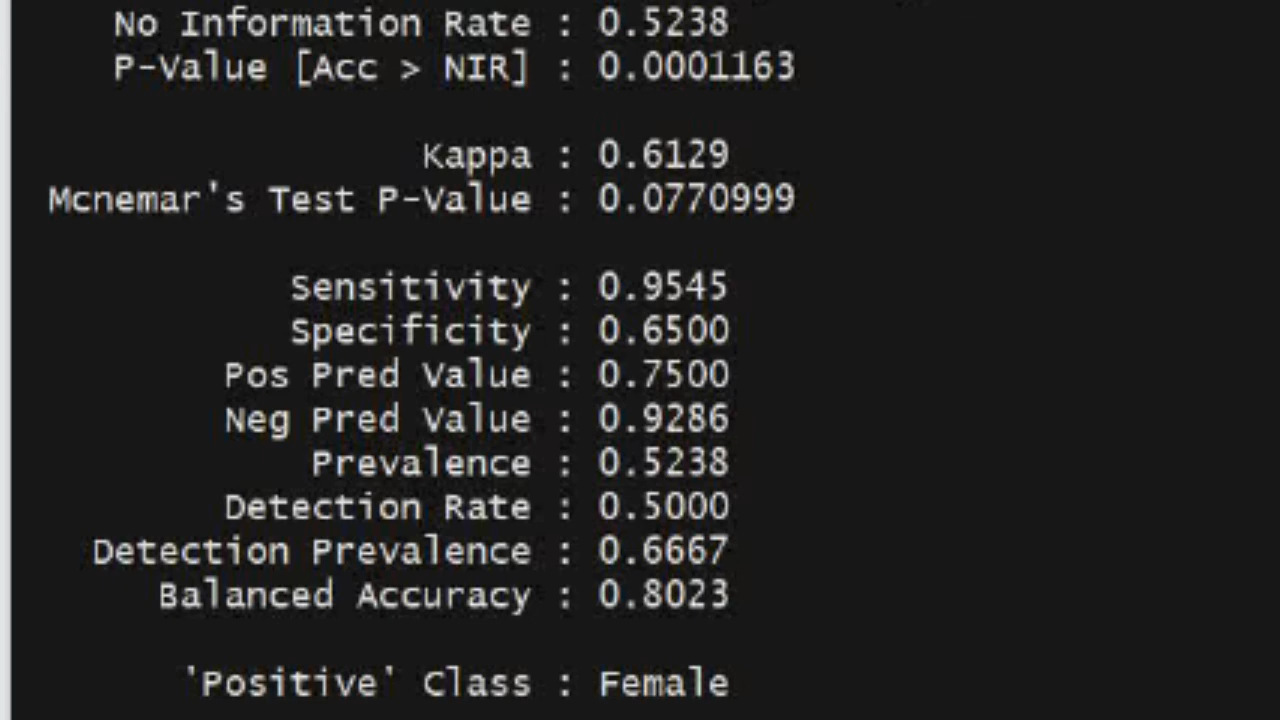 No Information Rate : 0.5238
P-Value [Acc > NIR] : 0.0001163
Kappa : 0.6129
Mcnemar's Test P-Value : 0.0770999
Sensitivity : 0.9545
Specificity : 0.6500
Pos Pred Value : 0.7500
Neg Pred Value : 0.9286
Prevalence : 0.5238
Detection Rate : 0.5000
Detection Prevalence : 0.6667
Balanced Accuracy : 0.8023
'Positive' Class : Female